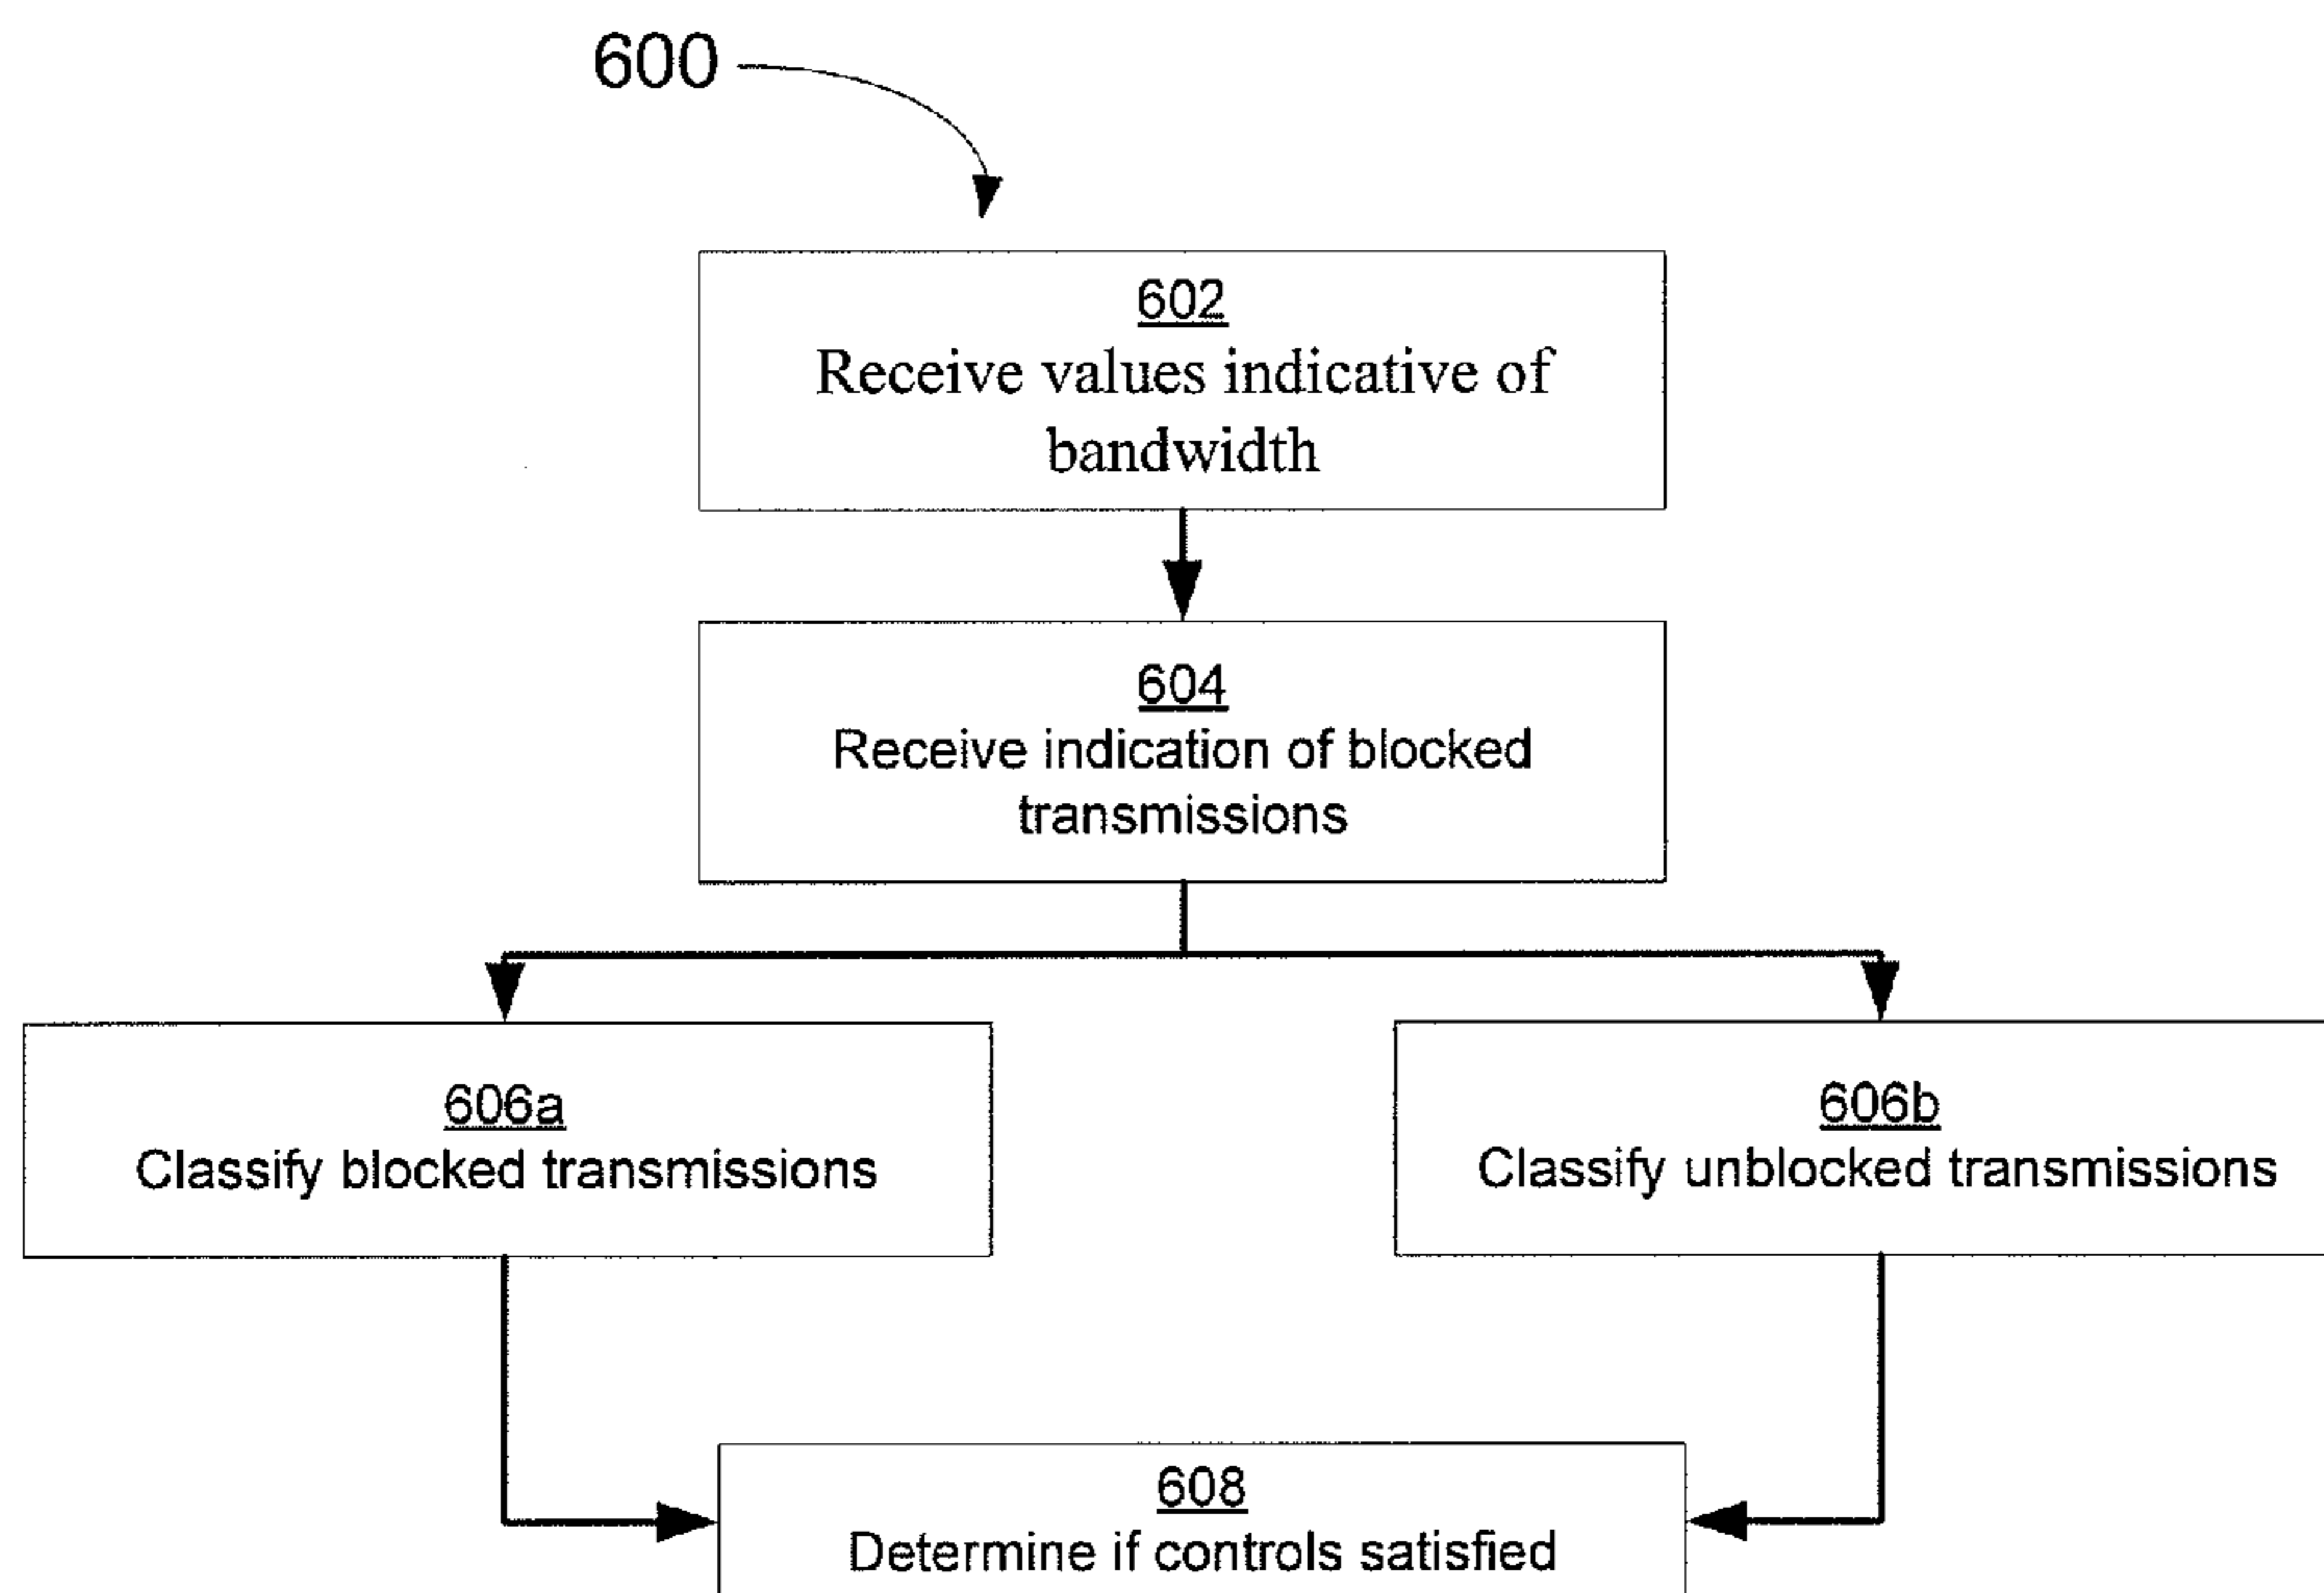 600
602
Receive values indicative of
bandwidth
604
Receive indication of blocked
transmissions
606a
Classify blocked transmissions
606b
Classify unblocked transmissions
608
Determine if controls satisfied